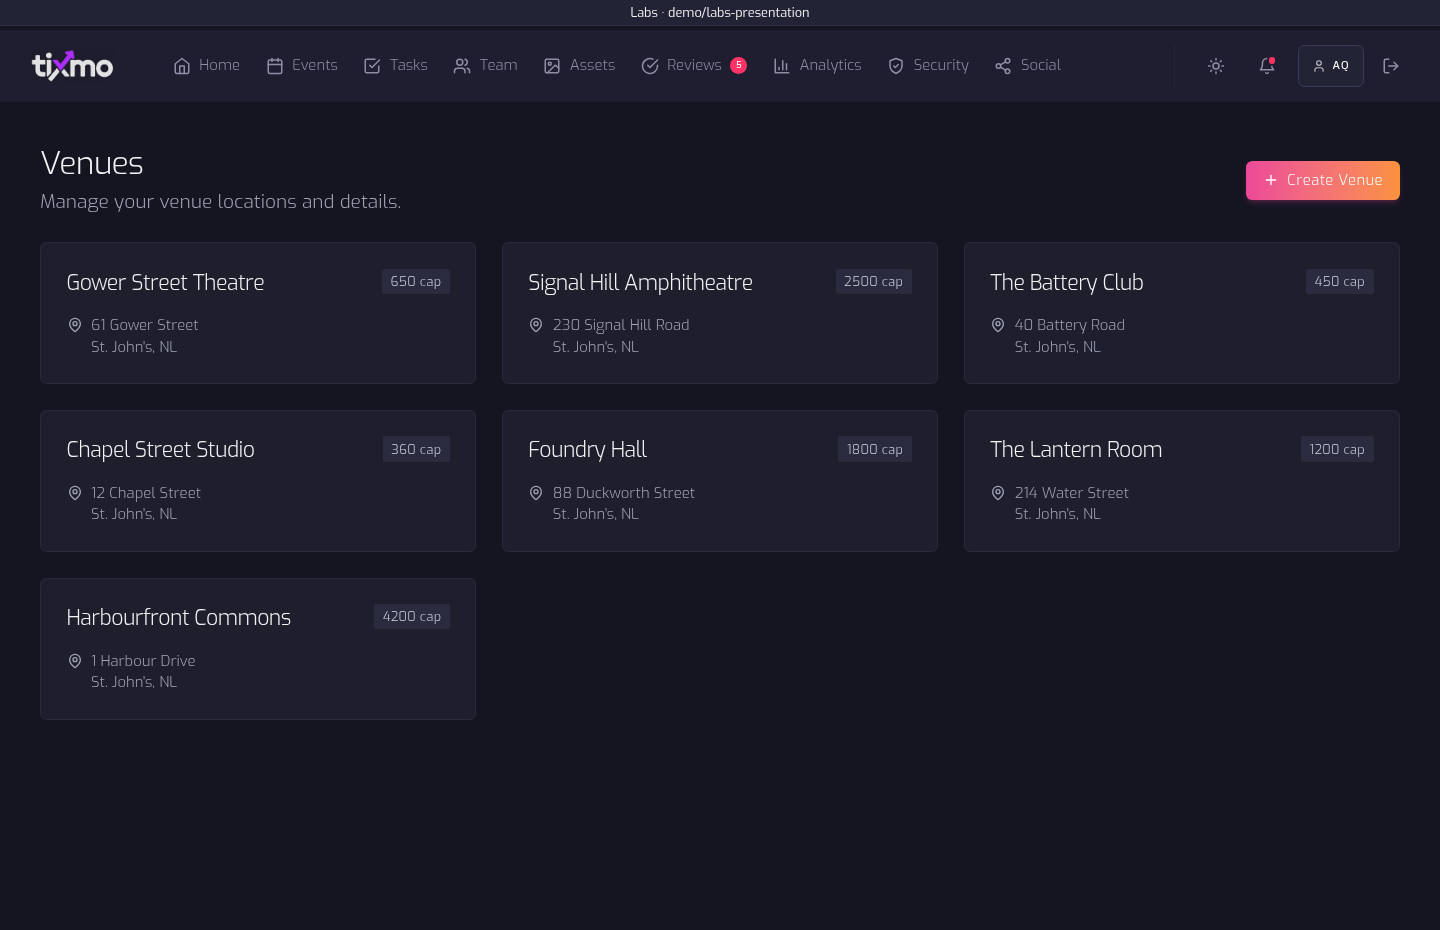 Labs · demo/labs-presentation
tixmo
Home
Events
Tasks
Team
Assets
Reviews 5
Analytics
Security
Social
AQ
Venues
Manage your venue locations and details.
Create Venue
Gower Street Theatre
650 cap
61 Gower Street
St. John's, NL
Signal Hill Amphitheatre
2500 cap
230 Signal Hill Road
St. John's, NL
The Battery Club
450 cap
40 Battery Road
St. John's, NL
Chapel Street Studio
360 cap
12 Chapel Street
St. John's, NL
Foundry Hall
1800 cap
88 Duckworth Street
St. John's, NL
The Lantern Room
1200 cap
214 Water Street
St. John's, NL
Harbourfront Commons
4200 cap
1 Harbour Drive
St. John's, NL